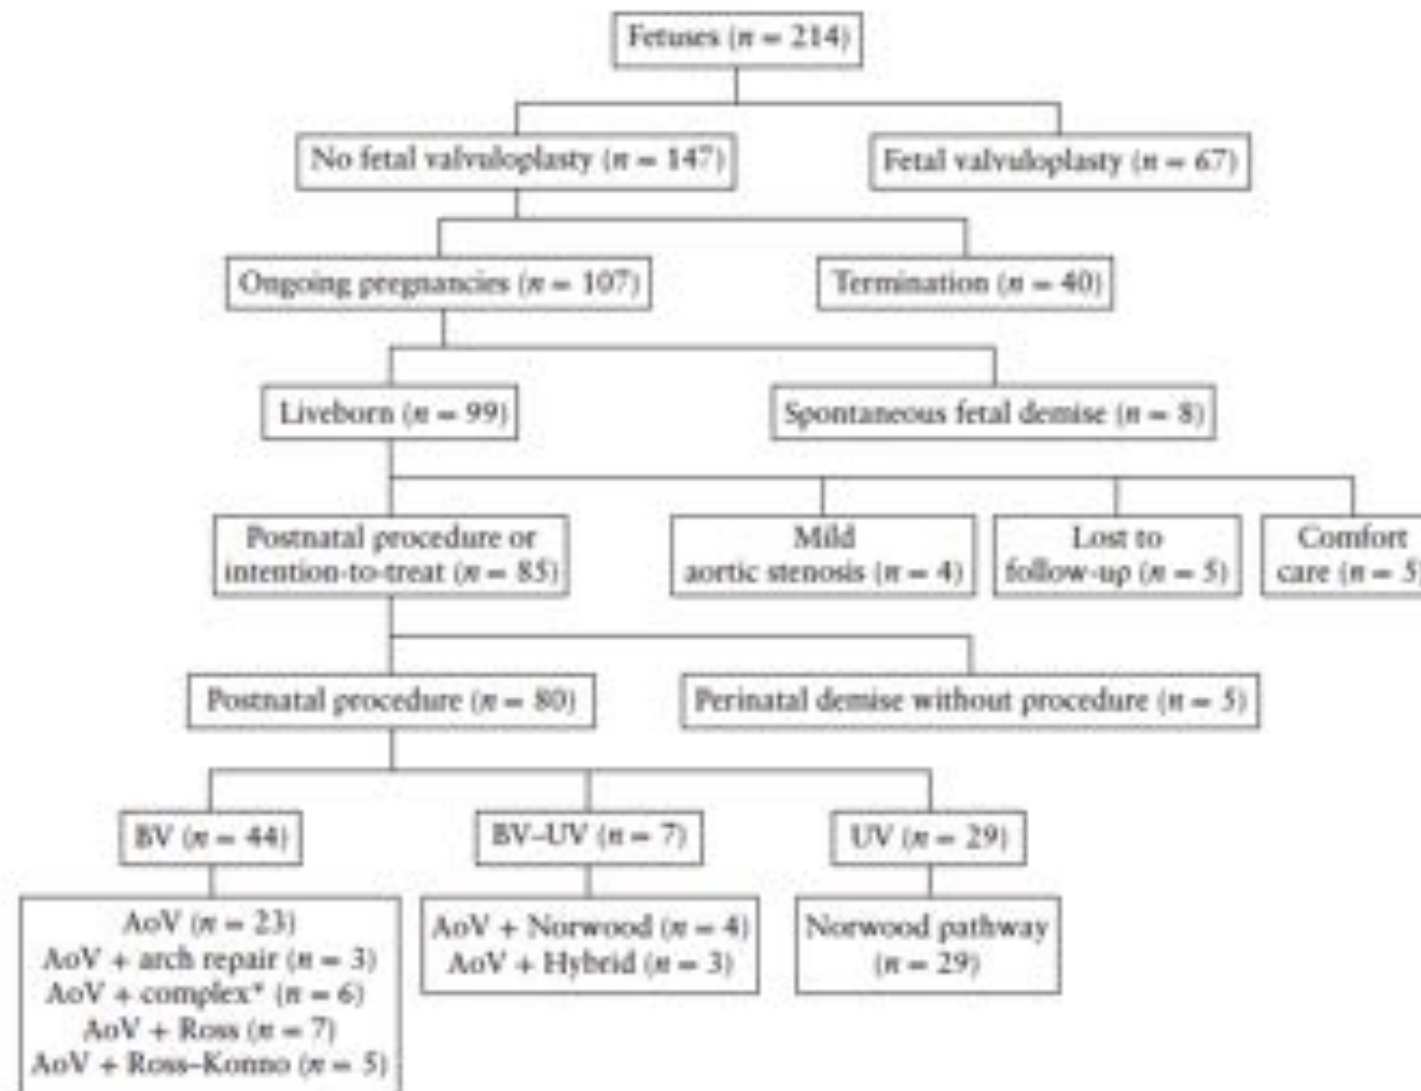 Fetuses (n = 214)
No fetal valvuloplasty (n = 147)
Fetal valvuloplasty (n = 67)
Ongoing pregnancies (n = 107)
Termination (n = 40)
Liveborn (n = 99)
Spontaneous fetal demise (n = 8)
Postnatal procedure or
intention-to-treat (n = 85)
Mild
aortic stenosis (n = 4)
Lost to
follow-up (n = 5)
Comfort
care (n = 5)
Postnatal procedure (n = 80)
Perinatal demise without procedure (n = 5)
BV (n = 44)
BV–UV (n = 7)
UV (n = 29)
AoV (n = 23)
AoV + arch repair (n = 3)
AoV + complex* (n = 6)
AoV + Ross (n = 7)
AoV + Ross–Konno (n = 5)
AoV + Norwood (n = 4)
AoV + Hybrid (n = 3)
Norwood pathway
(n = 29)